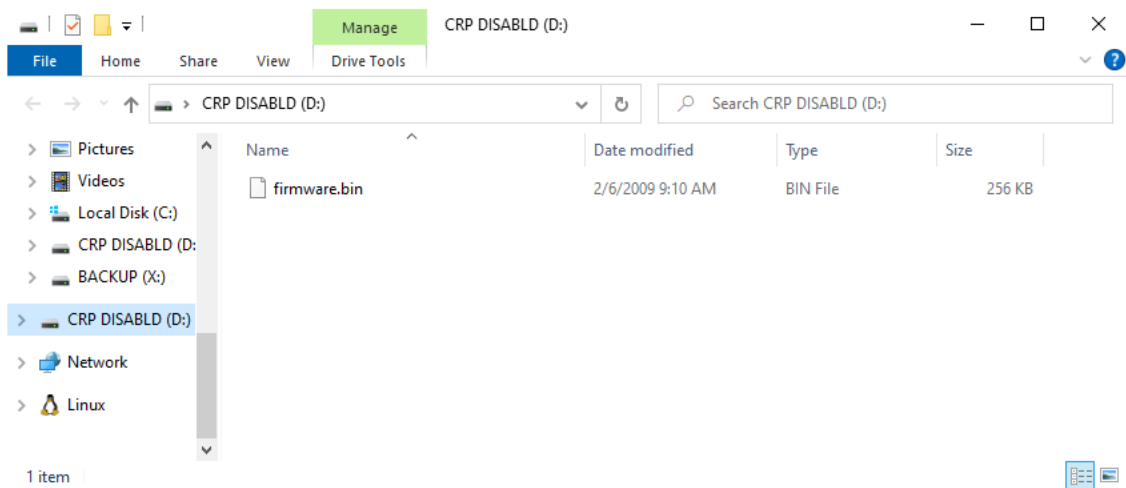 Manage CRP DISABLD (D:)
File Home Share View Drive Tools
CRP DISABLD (D:) Search CRP DISABLD (D:)
Pictures
Videos
Local Disk (C:)
CRP DISABLD (D:
BACKUP (X:)
CRP DISABLD (D:)
Network
Linux
Name Date modified Type Size
firmware.bin 2/6/2009 9:10 AM BIN File 256 KB
1 item